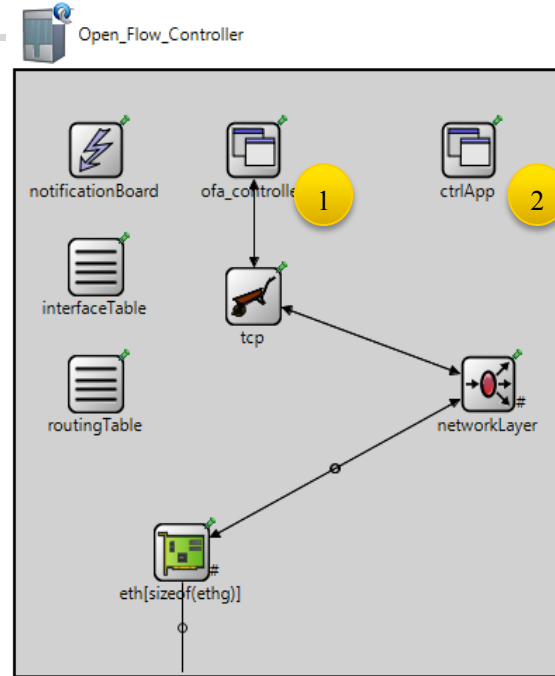 Open_Flow_Controller
notificationBoard
ofa_controlle
1
ctrlApp
2
interfaceTable
tcp
routingTable
#
networkLayer
#
eth[sizeof(ethg)]